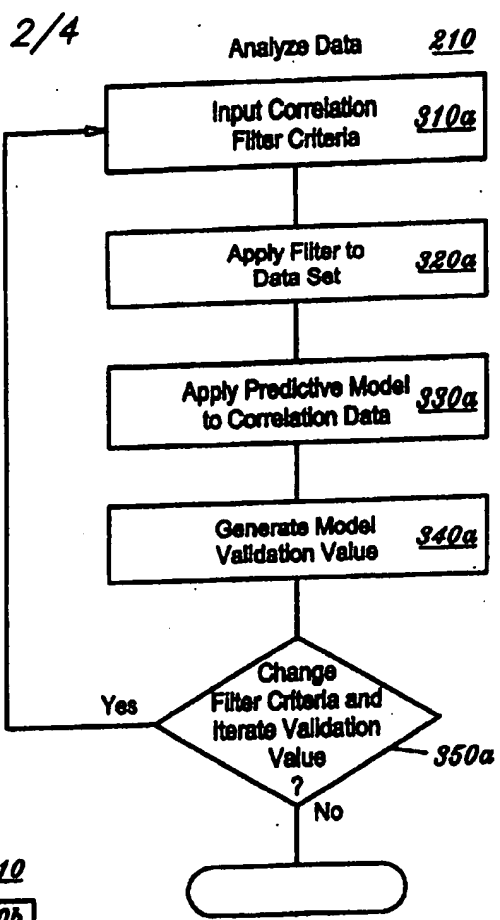 2/4
Analyze Data 210
Input Correlation
Filter Criteria 310a
Apply Filter to
Data Set 320a
Apply Predictive Model
to Correlation Data 330a
Generate Model
Validation Value 340a
Change
Filter Criteria and
Iterate Validation
Value
?
350a
Yes
No